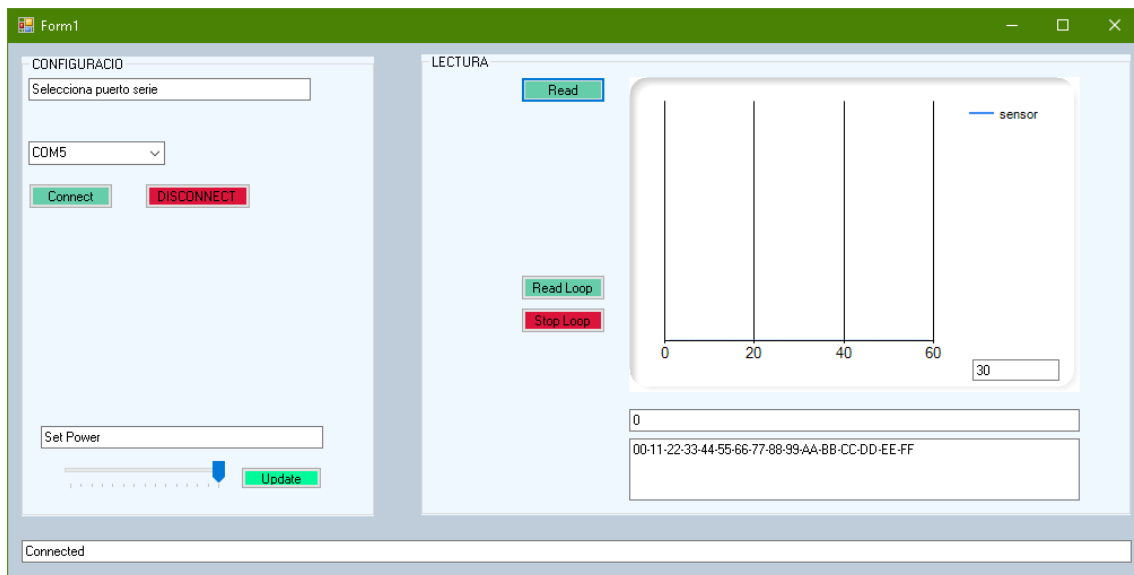 Form1
CONFIGURACIO
Selecciona puerto serie
COM5
Connect DISCONNECT
Set Power
Update
LECTURA
Read
sensor
Read Loop
Stop Loop
0 20 40 60
30
0
00-11-22-33-44-55-66-77-88-99-AA-BB-CC-DD-EE-FF
Connected